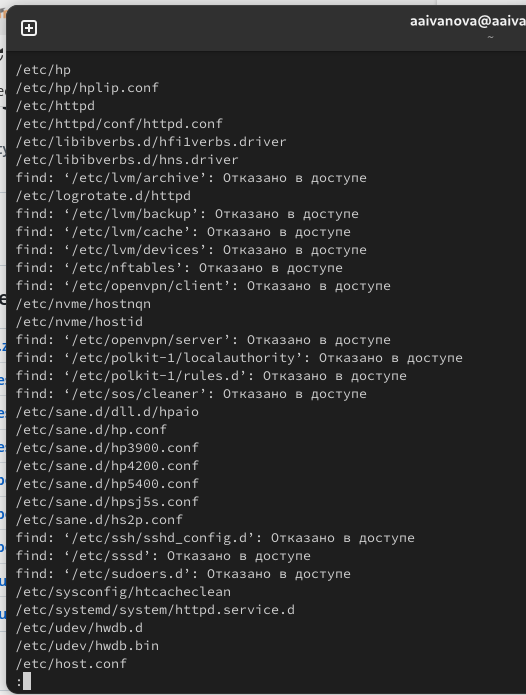 aaivanova@aaiva
~
/etc/hp
/etc/hp/hplip.conf
/etc/httpd
/etc/httpd/conf/httpd.conf
/etc/libibverbs.d/hfi1verbs.driver
/etc/libibverbs.d/hns.driver
find: ‘/etc/lvm/archive’: Отказано в доступе
/etc/logrotate.d/httpd
find: ‘/etc/lvm/backup’: Отказано в доступе
find: ‘/etc/lvm/cache’: Отказано в доступе
find: ‘/etc/lvm/devices’: Отказано в доступе
find: ‘/etc/nftables’: Отказано в доступе
find: ‘/etc/openvpn/client’: Отказано в доступе
/etc/nvme/hostnqn
/etc/nvme/hostid
find: ‘/etc/openvpn/server’: Отказано в доступе
find: ‘/etc/polkit-1/localauthority’: Отказано в доступе
find: ‘/etc/polkit-1/rules.d’: Отказано в доступе
find: ‘/etc/sos/cleaner’: Отказано в доступе
/etc/sane.d/dll.d/hpaio
/etc/sane.d/hp.conf
/etc/sane.d/hp3900.conf
/etc/sane.d/hp4200.conf
/etc/sane.d/hp5400.conf
/etc/sane.d/hpsj5s.conf
/etc/sane.d/hs2p.conf
find: ‘/etc/ssh/sshd_config.d’: Отказано в доступе
find: ‘/etc/sssd’: Отказано в доступе
find: ‘/etc/sudoers.d’: Отказано в доступе
/etc/sysconfig/htcacheclean
/etc/systemd/system/httpd.service.d
/etc/udev/hwdb.d
/etc/udev/hwdb.bin
/etc/host.conf
: